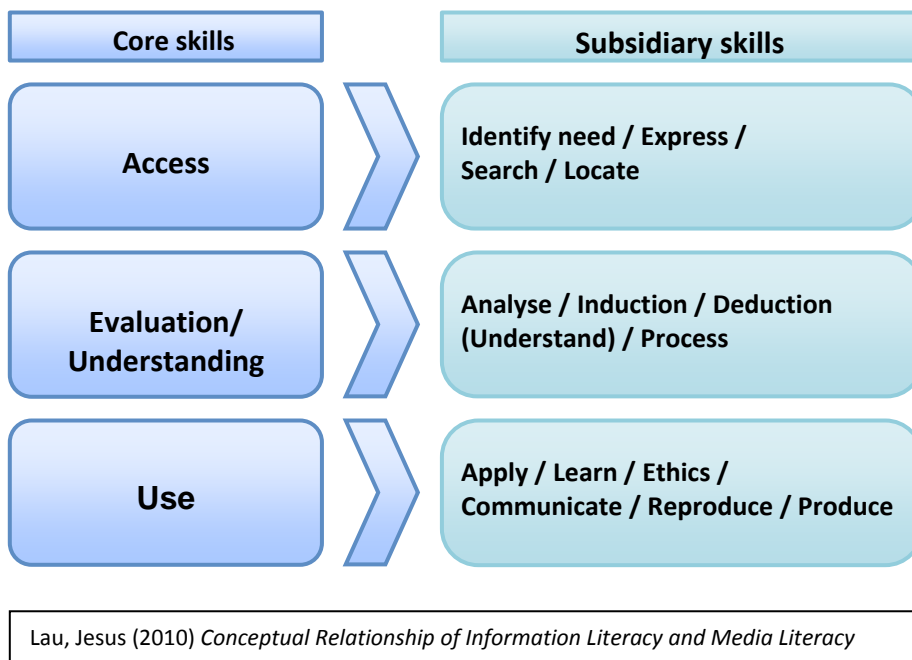 Core skills
Subsidiary skills
Access
Identify need / Express /
Search / Locate
Evaluation/
Understanding
Analyse / Induction / Deduction
(Understand) / Process
Use
Apply / Learn / Ethics /
Communicate / Reproduce / Produce
Lau, Jesus (2010) Conceptual Relationship of Information Literacy and Media Literacy